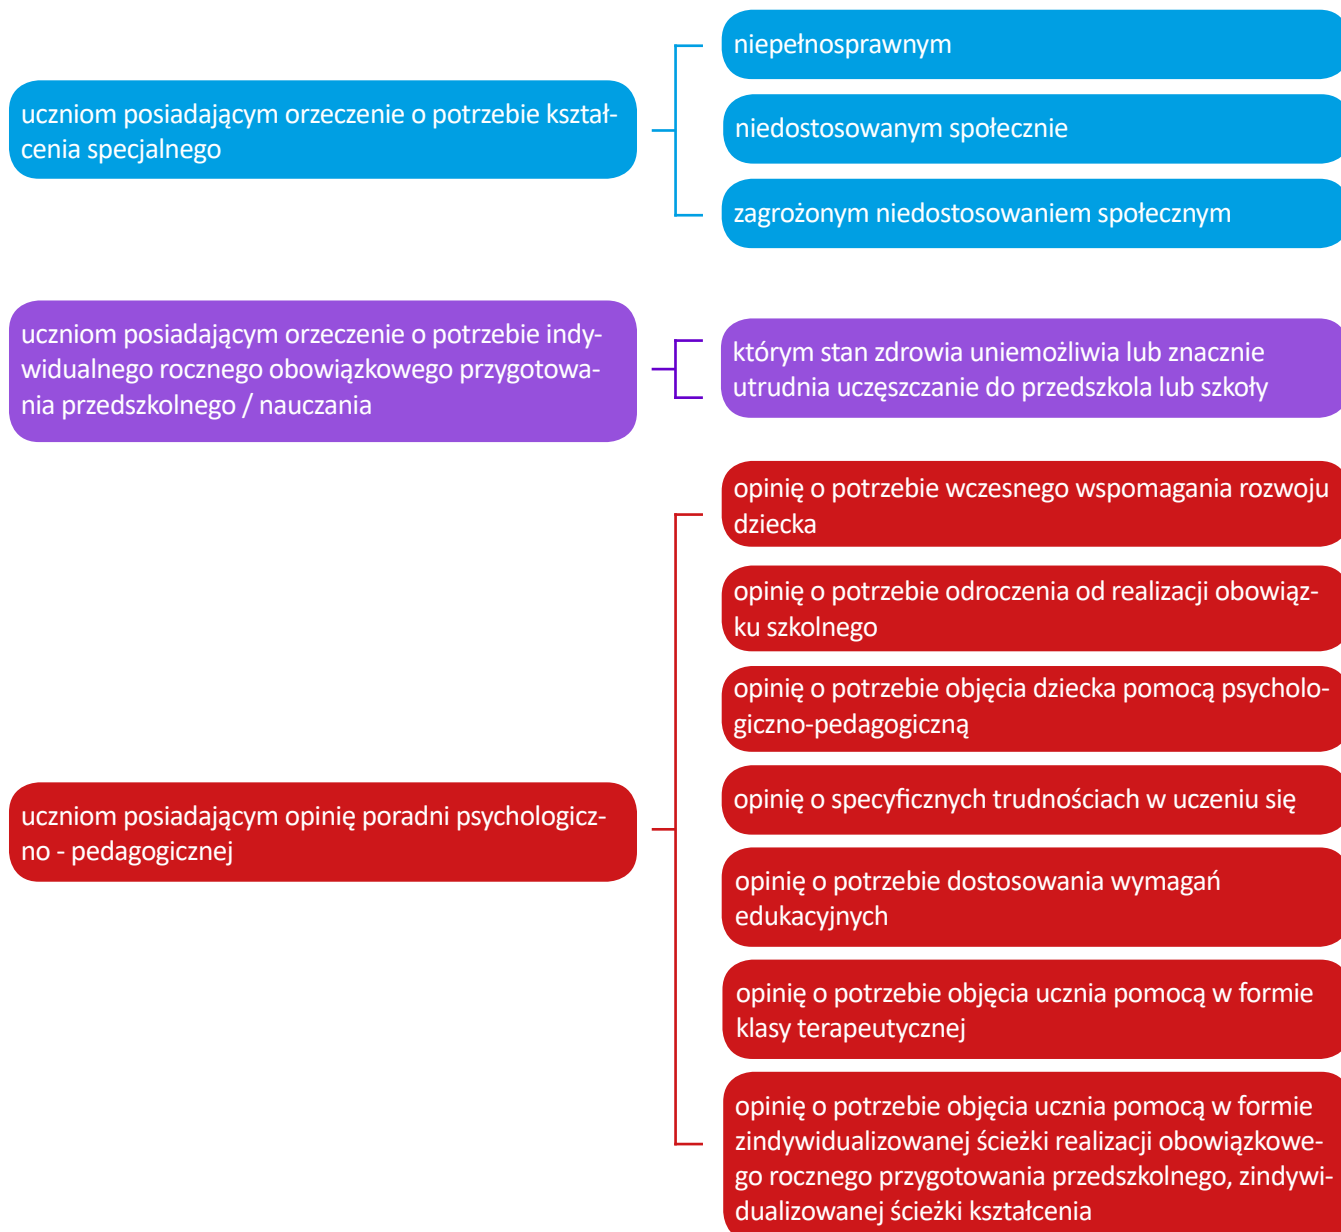 uczniom posiadającym orzeczenie o potrzebie kształ-
cenia specjalnego
niepełnosprawnym
niedostosowanym społecznie
zagrożonym niedostosowaniem społecznym
uczniom posiadającym orzeczenie o potrzebie indy-
widualnego rocznego obowiązkowego przygotowa-
nia przedszkolnego / nauczania
którym stan zdrowia uniemożliwia lub znacznie
utrudnia uczęszczanie do przedszkola lub szkoły
uczniom posiadającym opinię poradni psychologicz-
no - pedagogicznej
opinię o potrzebie wczesnego wspomagania rozwoju
dziecka
opinię o potrzebie odroczenia od realizacji obowiąz-
ku szkolnego
opinię o potrzebie objęcia dziecka pomocą psycholo-
giczno-pedagogiczną
opinię o specyficznych trudnościach w uczeniu się
opinię o potrzebie dostosowania wymagań
edukacyjnych
opinię o potrzebie objęcia ucznia pomocą w formie
klasy terapeutycznej
opinię o potrzebie objęcia ucznia pomocą w formie
zindywidualizowanej ścieżki realizacji obowiązkowe-
go rocznego przygotowania przedszkolnego, zindywi-
dualizowanej ścieżki kształcenia